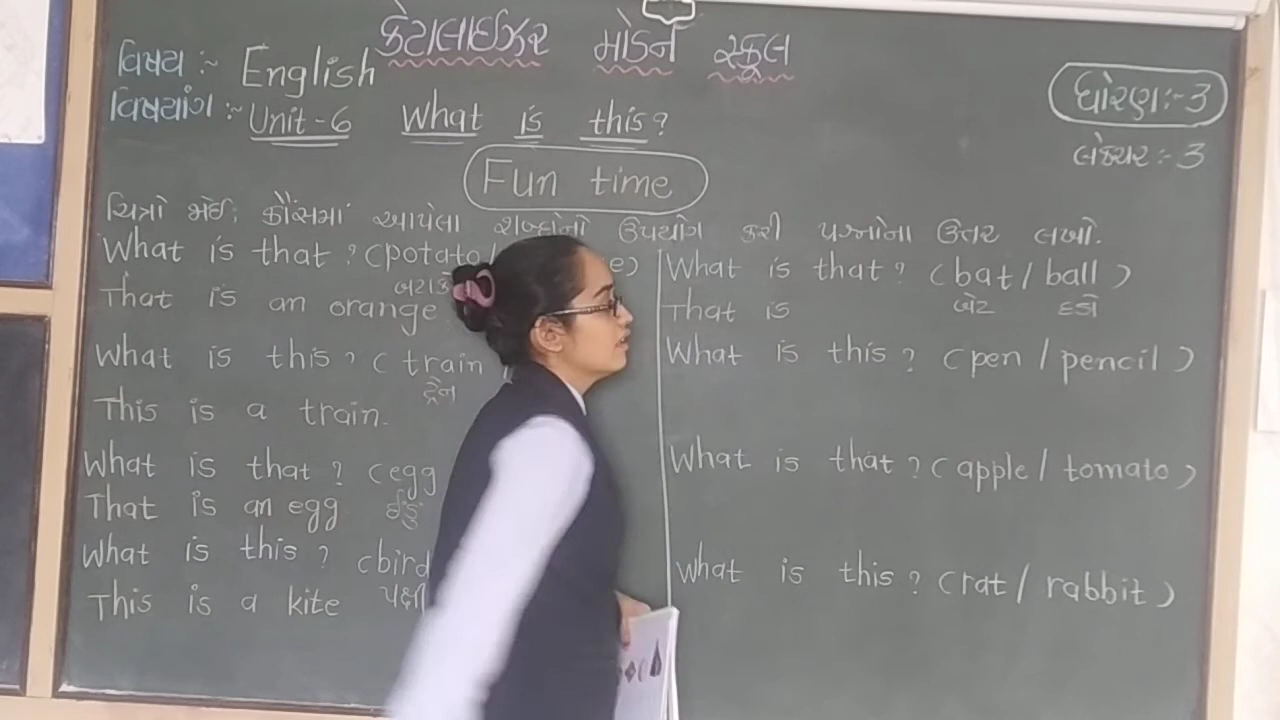 કેટાલાઈઝર મોડર્ન સ્કૂલ
વિષય :- English
વિષયાંગ :- Unit-6 What is this?
ધોરણ :- 3
લેક્ચર :- 3
Fun time
ચિત્રો જોઈ, કૌંસમાં આપેલા શબ્દોનો ઉપયોગ કરી પ્રશ્નોના ઉત્તર લખો.
What is that? (potato/
That is an orange
What is this? (train
ટ્રેન
This is a train.
What is that? (egg
That is an egg ઈંડું
What is this? (bird
This is a kite પક્ષી
What is that? (bat / ball)
That is બેટ દડો
What is this? (pen / pencil)
What is that? (apple / tomato)
What is this? (rat / rabbit)